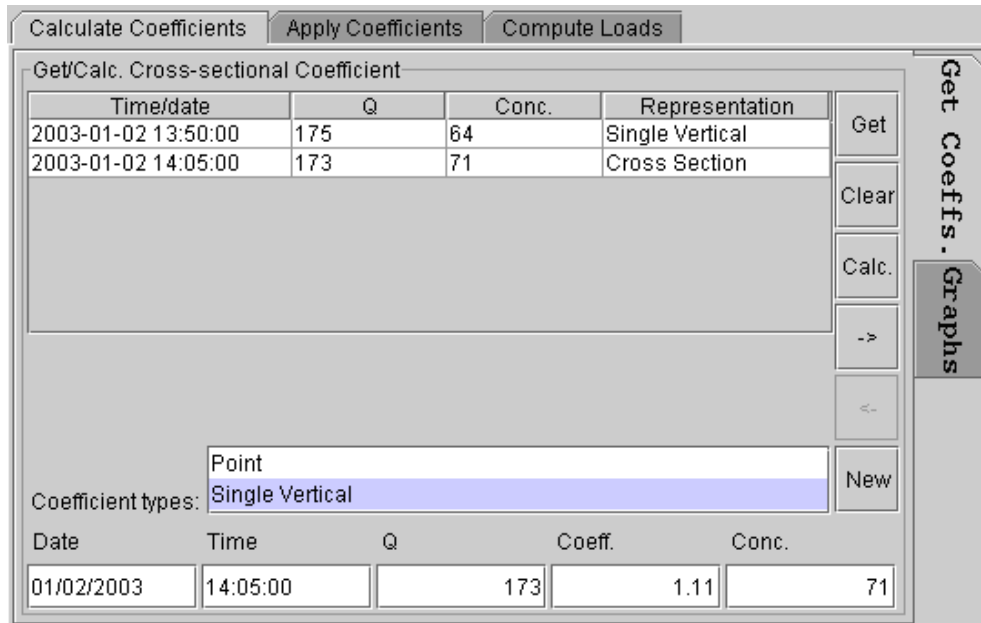 Calculate Coefficients Apply Coefficients Compute Loads
Get/Calc. Cross-sectional Coefficient
Time/date Q Conc. Representation
2003-01-02 13:50:00 175 64 Single Vertical
2003-01-02 14:05:00 173 71 Cross Section
Get
Clear
Calc.
->
<-
New
Point
Single Vertical
Coefficient types:
Date Time Q Coeff. Conc.
01/02/2003 14:05:00 173 1.11 71
Get Coeffs.
Graphs